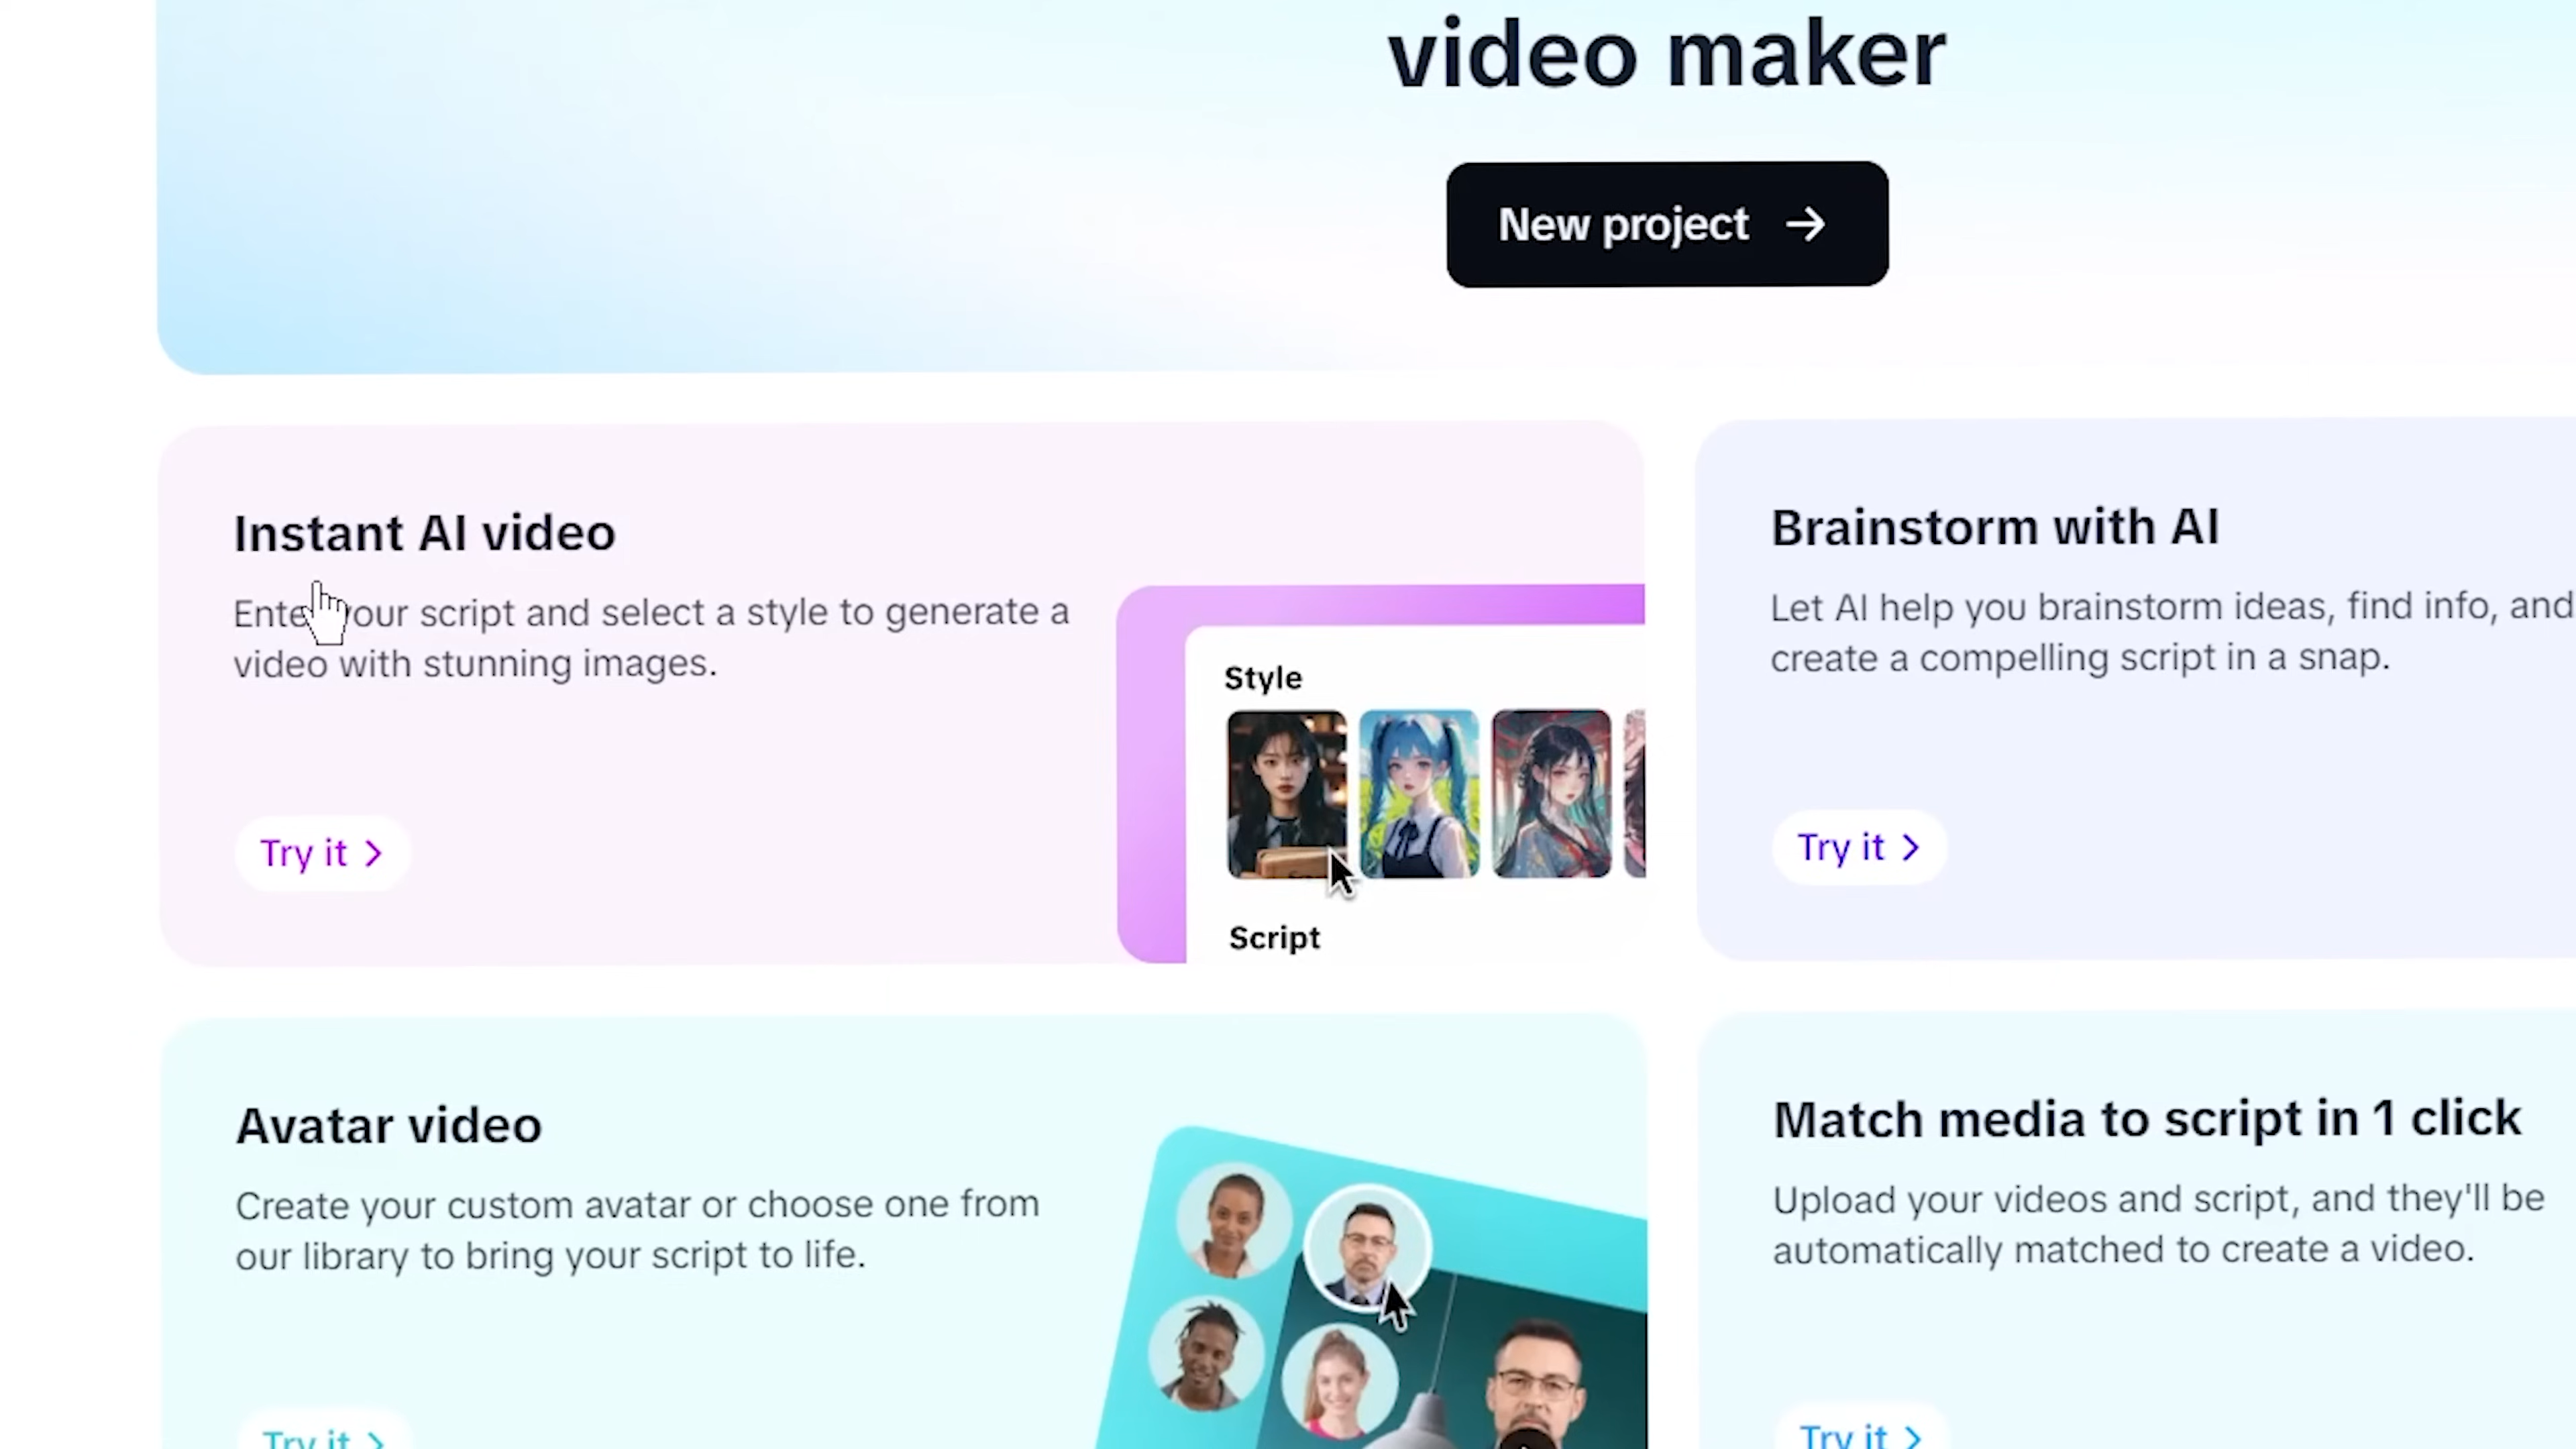 video maker
New project
Instant AI video
Enter your script and select a style to generate a
video with stunning images.
Try it
Style
Script
Brainstorm with AI
Let AI help you brainstorm ideas, find info, and
create a compelling script in a snap.
Try it
Avatar video
Create your custom avatar or choose one from
our library to bring your script to life.
Try it
Match media to script in 1 click
Upload your videos and script, and they'll be
automatically matched to create a video.
Try it